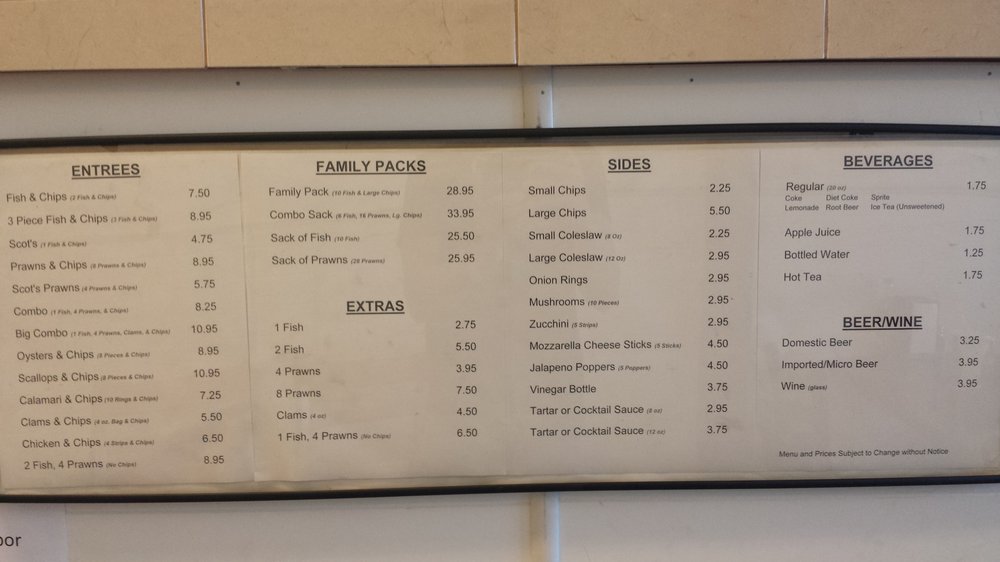 ENTREES
Fish & Chips (2 Fish & Chips) 7.50
3 Piece Fish & Chips (3 Fish & Chips) 8.95
Scot's (1 Fish & Chips) 4.75
Prawns & Chips (8 Prawns & Chips) 8.95
Scot's Prawns (4 Prawns & Chips) 5.75
Combo (1 Fish, 4 Prawns, & Chips) 8.25
Big Combo (1 Fish, 4 Prawns, Clams, & Chips) 10.95
Oysters & Chips (3 Pieces & Chips) 8.95
Scallops & Chips (8 Pieces & Chips) 10.95
Calamari & Chips (10 Rings & Chips) 7.25
Clams & Chips (4 oz. Bag & Chips) 5.50
Chicken & Chips (4 Strips & Chips) 6.50
2 Fish, 4 Prawns (No Chips) 8.95
FAMILY PACKS
Family Pack (10 Fish & Large Chips) 28.95
Combo Sack (6 Fish, 16 Prawns, Lg. Chips) 33.95
Sack of Fish (10 Fish) 25.50
Sack of Prawns (28 Prawns) 25.95
EXTRAS
1 Fish 2.75
2 Fish 5.50
4 Prawns 3.95
8 Prawns 7.50
Clams (4 oz) 4.50
1 Fish, 4 Prawns (No Chips) 6.50
SIDES
Small Chips 2.25
Large Chips 5.50
Small Coleslaw (8 Oz) 2.25
Large Coleslaw (12 Oz) 2.95
Onion Rings 2.95
Mushrooms (10 Pieces) 2.95
Zucchini (5 Strips) 2.95
Mozzarella Cheese Sticks (5 Sticks) 4.50
Jalapeno Poppers (5 Poppers) 4.50
Vinegar Bottle 3.75
Tartar or Cocktail Sauce (8 oz) 2.95
Tartar or Cocktail Sauce (12 oz) 3.75
BEVERAGES
Regular (20 oz) 1.75
Coke Diet Coke Sprite
Lemonade Root Beer Ice Tea (Unsweetened)
Apple Juice 1.75
Bottled Water 1.25
Hot Tea 1.75
BEER/WINE
Domestic Beer 3.25
Imported/Micro Beer 3.95
Wine (glass) 3.95
Menu and Prices Subject to Change without Notice
oor